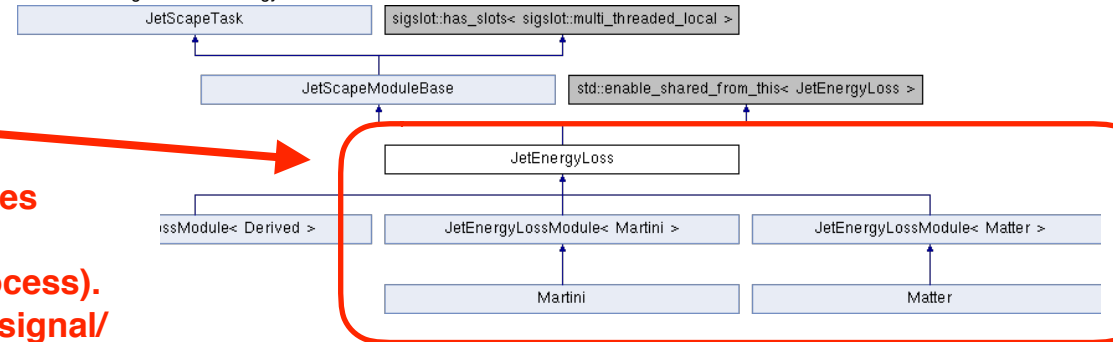 JetScapeTask
sigslot::has_slots< sigslot::multi_threaded_local >
JetScapeModuleBase
std::enable_shared_from_this< JetEnergyLoss >
JetEnergyLoss
es
ssModule< Derived >
JetEnergyLossModule< Martini >
JetEnergyLossModule< Matter >
ocess).
Martini
Matter
signal/